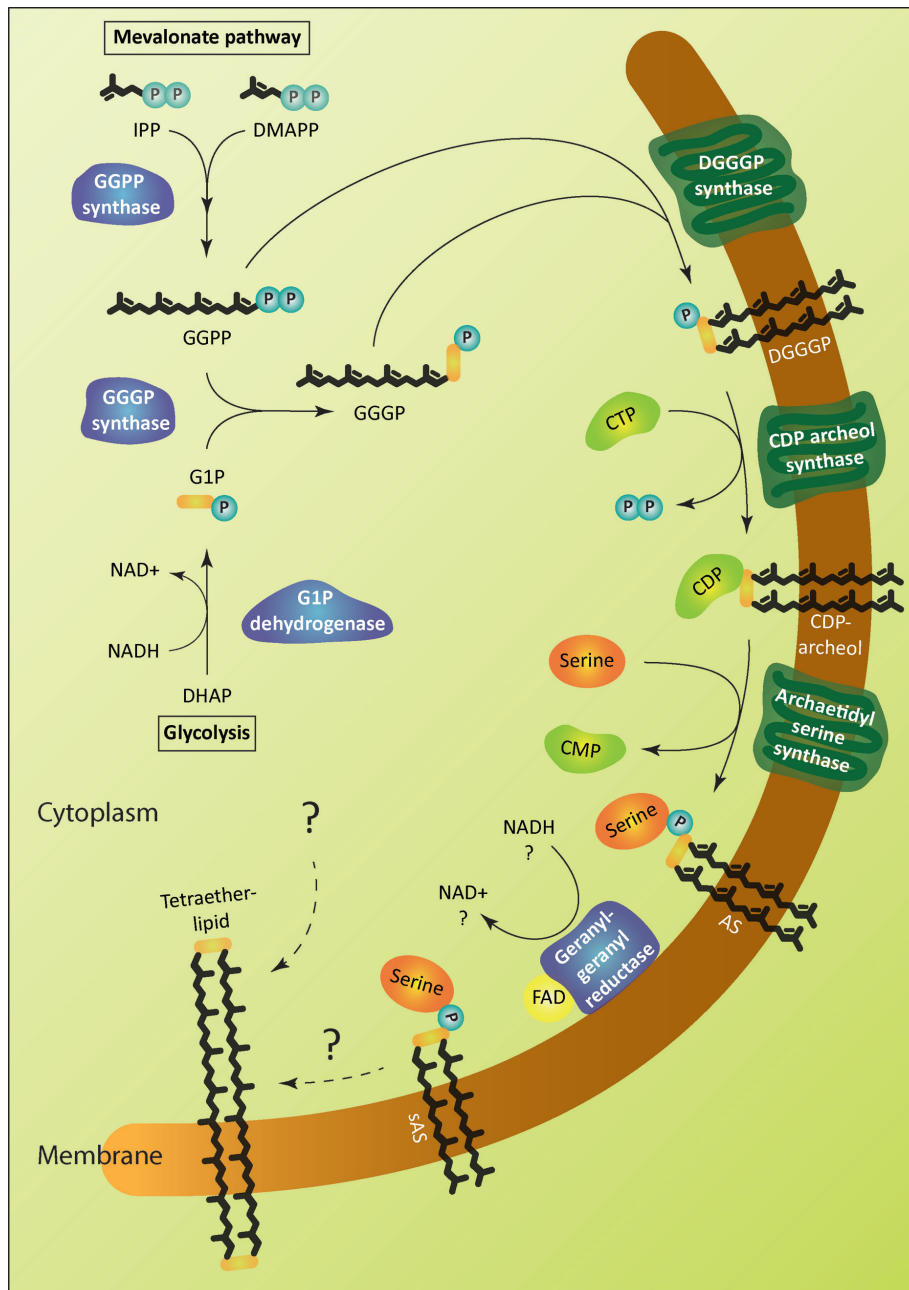 Mevalonate pathway
P P
P P
IPP
DMAPP
GGPP
synthase
DGGGP
synthase
P P
GGPP
P
P
DGGGP
GGGP
synthase
GGGP
CTP
CDP archeol
synthase
G1P
P
P P
NAD+
G1P
dehydrogenase
NADH
CDP
CDP-
archeol
DHAP
Glycolysis
Serine
CMP
Archaetidyl
serine
synthase
Cytoplasm
?
Serine
P
AS
NADH
?
NAD+
?
Tetraether-
lipid
Geranyl-
geranyl
reductase
FAD
Serine
P
?
sAS
Membrane